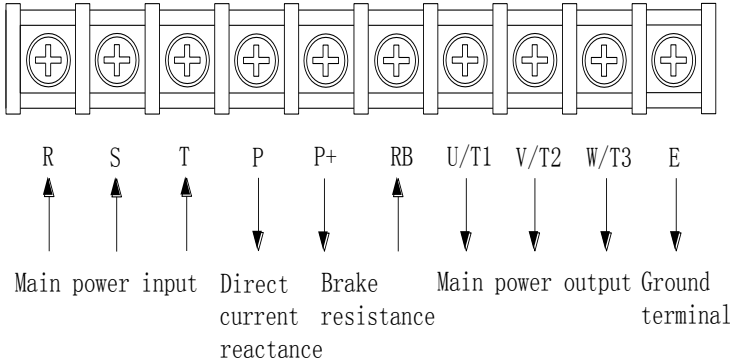 R S T P P+ RB U/T1 V/T2 W/T3 E
Main power input Direct current reactance Brake resistance Main power output Ground terminal